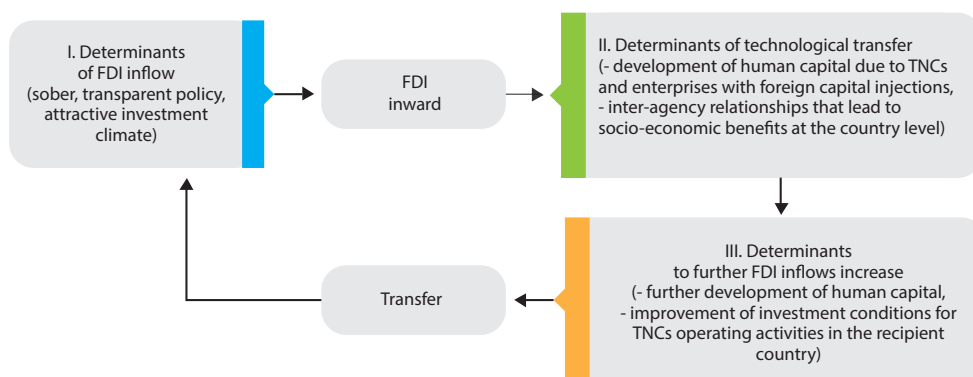 I. Determinants
of FDI inflow
(sober, transparent policy,
attractive investment
climate)
FDI
inward
II. Determinants of technological transfer
(- development of human capital due to TNCs
and enterprises with foreign capital injections,
- inter-agency relationships that lead to
socio-economic benefits at the country level)
III. Determinants
to further FDI inflows increase
(- further development of human capital,
- improvement of investment conditions for
TNCs operating activities in the recipient
country)
Transfer